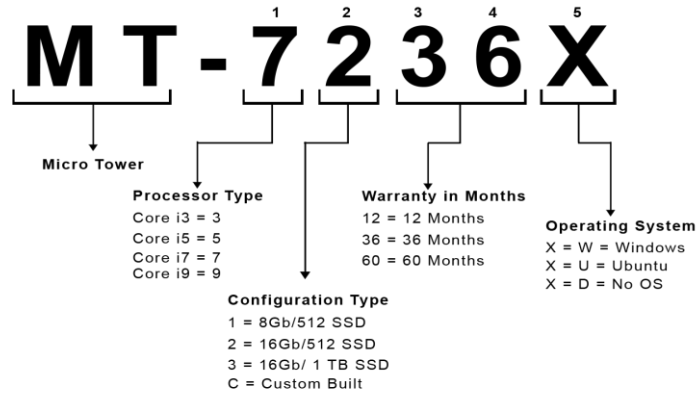 1 2 3 4 5
MT-7236X
Micro Tower
Processor Type
Core i3 = 3
Core i5 = 5
Core i7 = 7
Core i9 = 9
Configuration Type
1 = 8Gb/512 SSD
2 = 16Gb/512 SSD
3 = 16Gb/ 1 TB SSD
C = Custom Built
Warranty in Months
12 = 12 Months
36 = 36 Months
60 = 60 Months
Operating System
X = W = Windows
X = U = Ubuntu
X = D = No OS